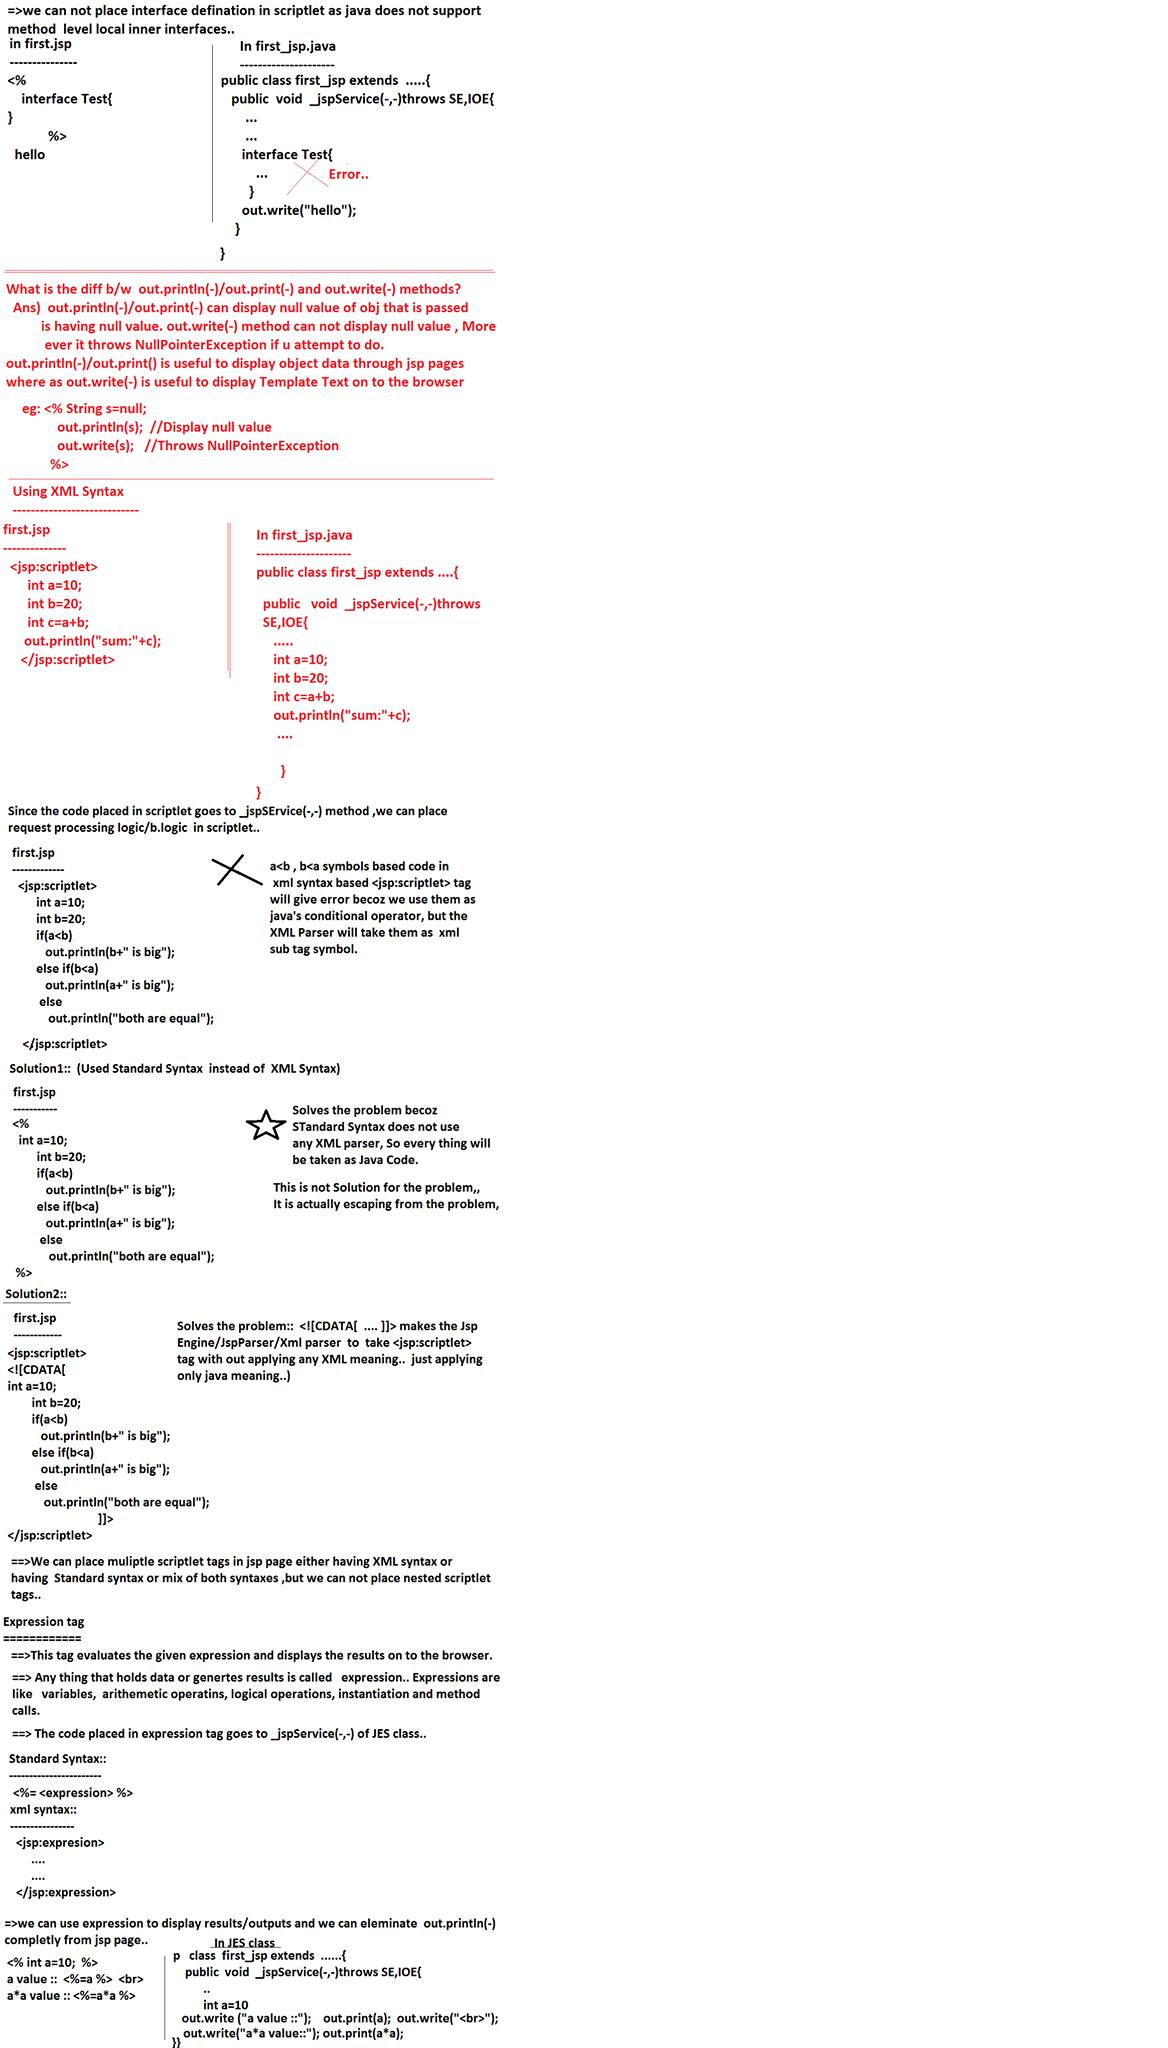 =>we can not place interface defination in scriptlet as java does not support
method level local inner interfaces..
in first.jsp
---------------
<%
interface Test{
}
%>
hello
In first_jsp.java
---------------------
public class first_jsp extends .....{
public void _jspService(-,-)throws SE,IOE{
...
...
interface Test{
... Error..
}
out.write("hello");
}
}
What is the diff b/w out.println(-)/out.print(-) and out.write(-) methods?
Ans) out.println(-)/out.print(-) can display null value of obj that is passed
is having null value. out.write(-) method can not display null value , More
ever it throws NullPointerException if u attempt to do.
out.println(-)/out.print() is useful to display object data through jsp pages
where as out.write(-) is useful to display Template Text on to the browser
eg: <% String s=null;
out.println(s); //Display null value
out.write(s); //Throws NullPointerException
%>
Using XML Syntax
----------------------------
first.jsp
--------------
<jsp:scriptlet>
int a=10;
int b=20;
int c=a+b;
out.println("sum:"+c);
</jsp:scriptlet>
In first_jsp.java
---------------------
public class first_jsp extends ....{
public void _jspService(-,-)throws
SE,IOE{
.....
int a=10;
int b=20;
int c=a+b;
out.println("sum:"+c);
....
}
}
Since the code placed in scriptlet goes to _jspSErvice(-,-) method ,we can place
request processing logic/b.logic in scriptlet..
first.jsp
-------------
<jsp:scriptlet>
int a=10;
int b=20;
if(a<b)
out.println(b+" is big");
else if(b<a)
out.println(a+" is big");
else
out.println("both are equal");
</jsp:scriptlet>
a<b , b<a symbols based code in
xml syntax based <jsp:scriptlet> tag
will give error becoz we use them as
java's conditional operator, but the
XML Parser will take them as xml
sub tag symbol.
Solution1:: (Used Standard Syntax instead of XML Syntax)
first.jsp
-----------
<%
int a=10;
int b=20;
if(a<b)
out.println(b+" is big");
else if(b<a)
out.println(a+" is big");
else
out.println("both are equal");
%>
Solves the problem becoz
STandard Syntax does not use
any XML parser, So every thing will
be taken as Java Code.
This is not Solution for the problem,,
It is actually escaping from the problem,
Solution2::
first.jsp
------------
<jsp:scriptlet>
<![CDATA[
int a=10;
int b=20;
if(a<b)
out.println(b+" is big");
else if(b<a)
out.println(a+" is big");
else
out.println("both are equal");
]]>
</jsp:scriptlet>
Solves the problem:: <![CDATA[ .... ]]> makes the Jsp
Engine/JspParser/Xml parser to take <jsp:scriptlet>
tag with out applying any XML meaning.. just applying
only java meaning..)
==>We can place muliptle scriptlet tags in jsp page either having XML syntax or
having Standard syntax or mix of both syntaxes ,but we can not place nested scriptlet
tags..
Expression tag
============
==>This tag evaluates the given expression and displays the results on to the browser.
==> Any thing that holds data or genertes results is called expression.. Expressions are
like variables, arithemetic operatins, logical operations, instantiation and method
calls.
==> The code placed in expression tag goes to _jspService(-,-) of JES class..
Standard Syntax::
-----------------------
<%= <expression> %>
xml syntax::
----------------
<jsp:expresion>
....
....
</jsp:expression>
=>we can use expression to display results/outputs and we can eleminate out.println(-)
completly from jsp page..
<% int a=10; %>
a value :: <%=a %> <br>
a*a value :: <%=a*a %>
In JES class
p class first_jsp extends ......{
public void _jspService(-,-)throws SE,IOE{
..
int a=10
out.write ("a value ::"); out.print(a); out.write("<br>");
out.write("a*a value::"); out.print(a*a);
}}